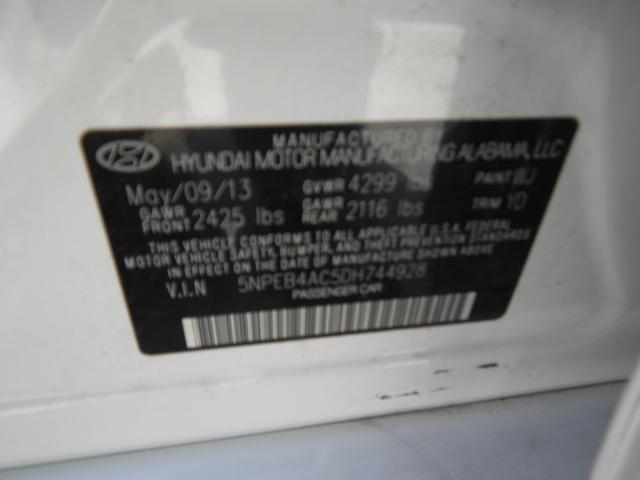 MANUFACTURED BY
HYUNDAI MOTOR MANUFACTURING ALABAMA, LLC
May/09/13 GVWR 4299 lbs PAINT WJ
GAWR FRONT 2425 lbs GAWR REAR 2116 lbs TRIM YD
THIS VEHICLE CONFORMS TO ALL APPLICABLE FEDERAL
MOTOR VEHICLE SAFETY, BUMPER, AND THEFT PREVENTION STANDARDS
IN EFFECT ON THE DATE OF MANUFACTURE SHOWN ABOVE.
V.I.N 5NPEB4AC5DH744928
PASSENGER CAR